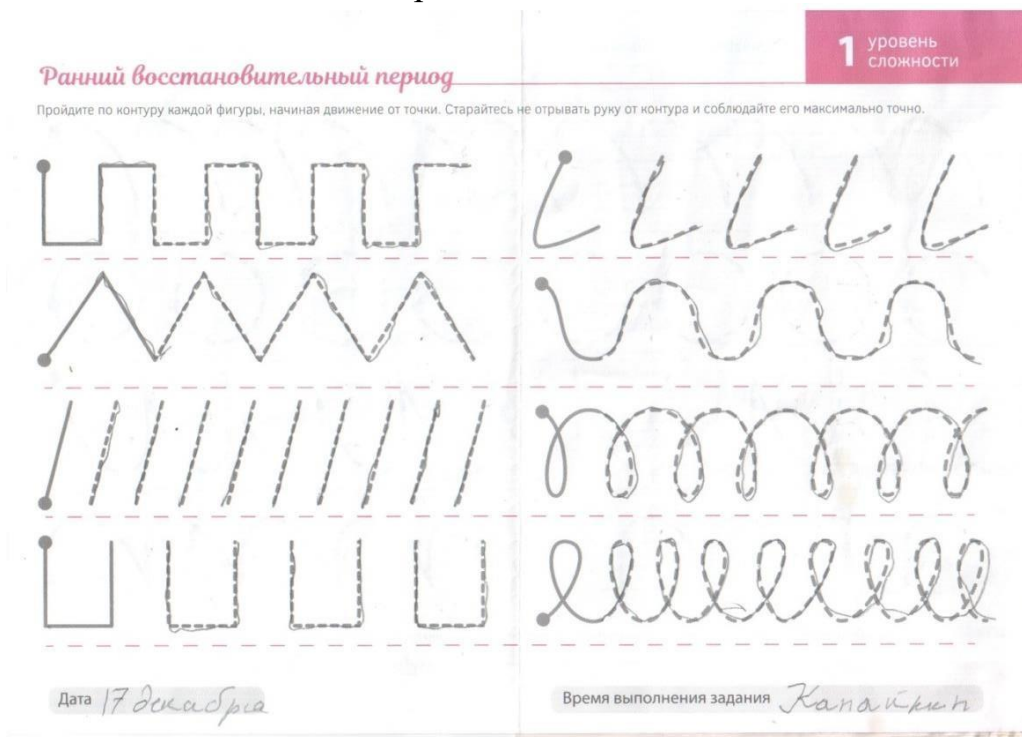 1 уровень
сложности
Ранний восстановительный период
Пройдите по контуру каждой фигуры, начиная движение от точки. Старайтесь не отрывать руку от контура и соблюдайте его максимально точно.
Дата 17 декабря
Время выполнения задания